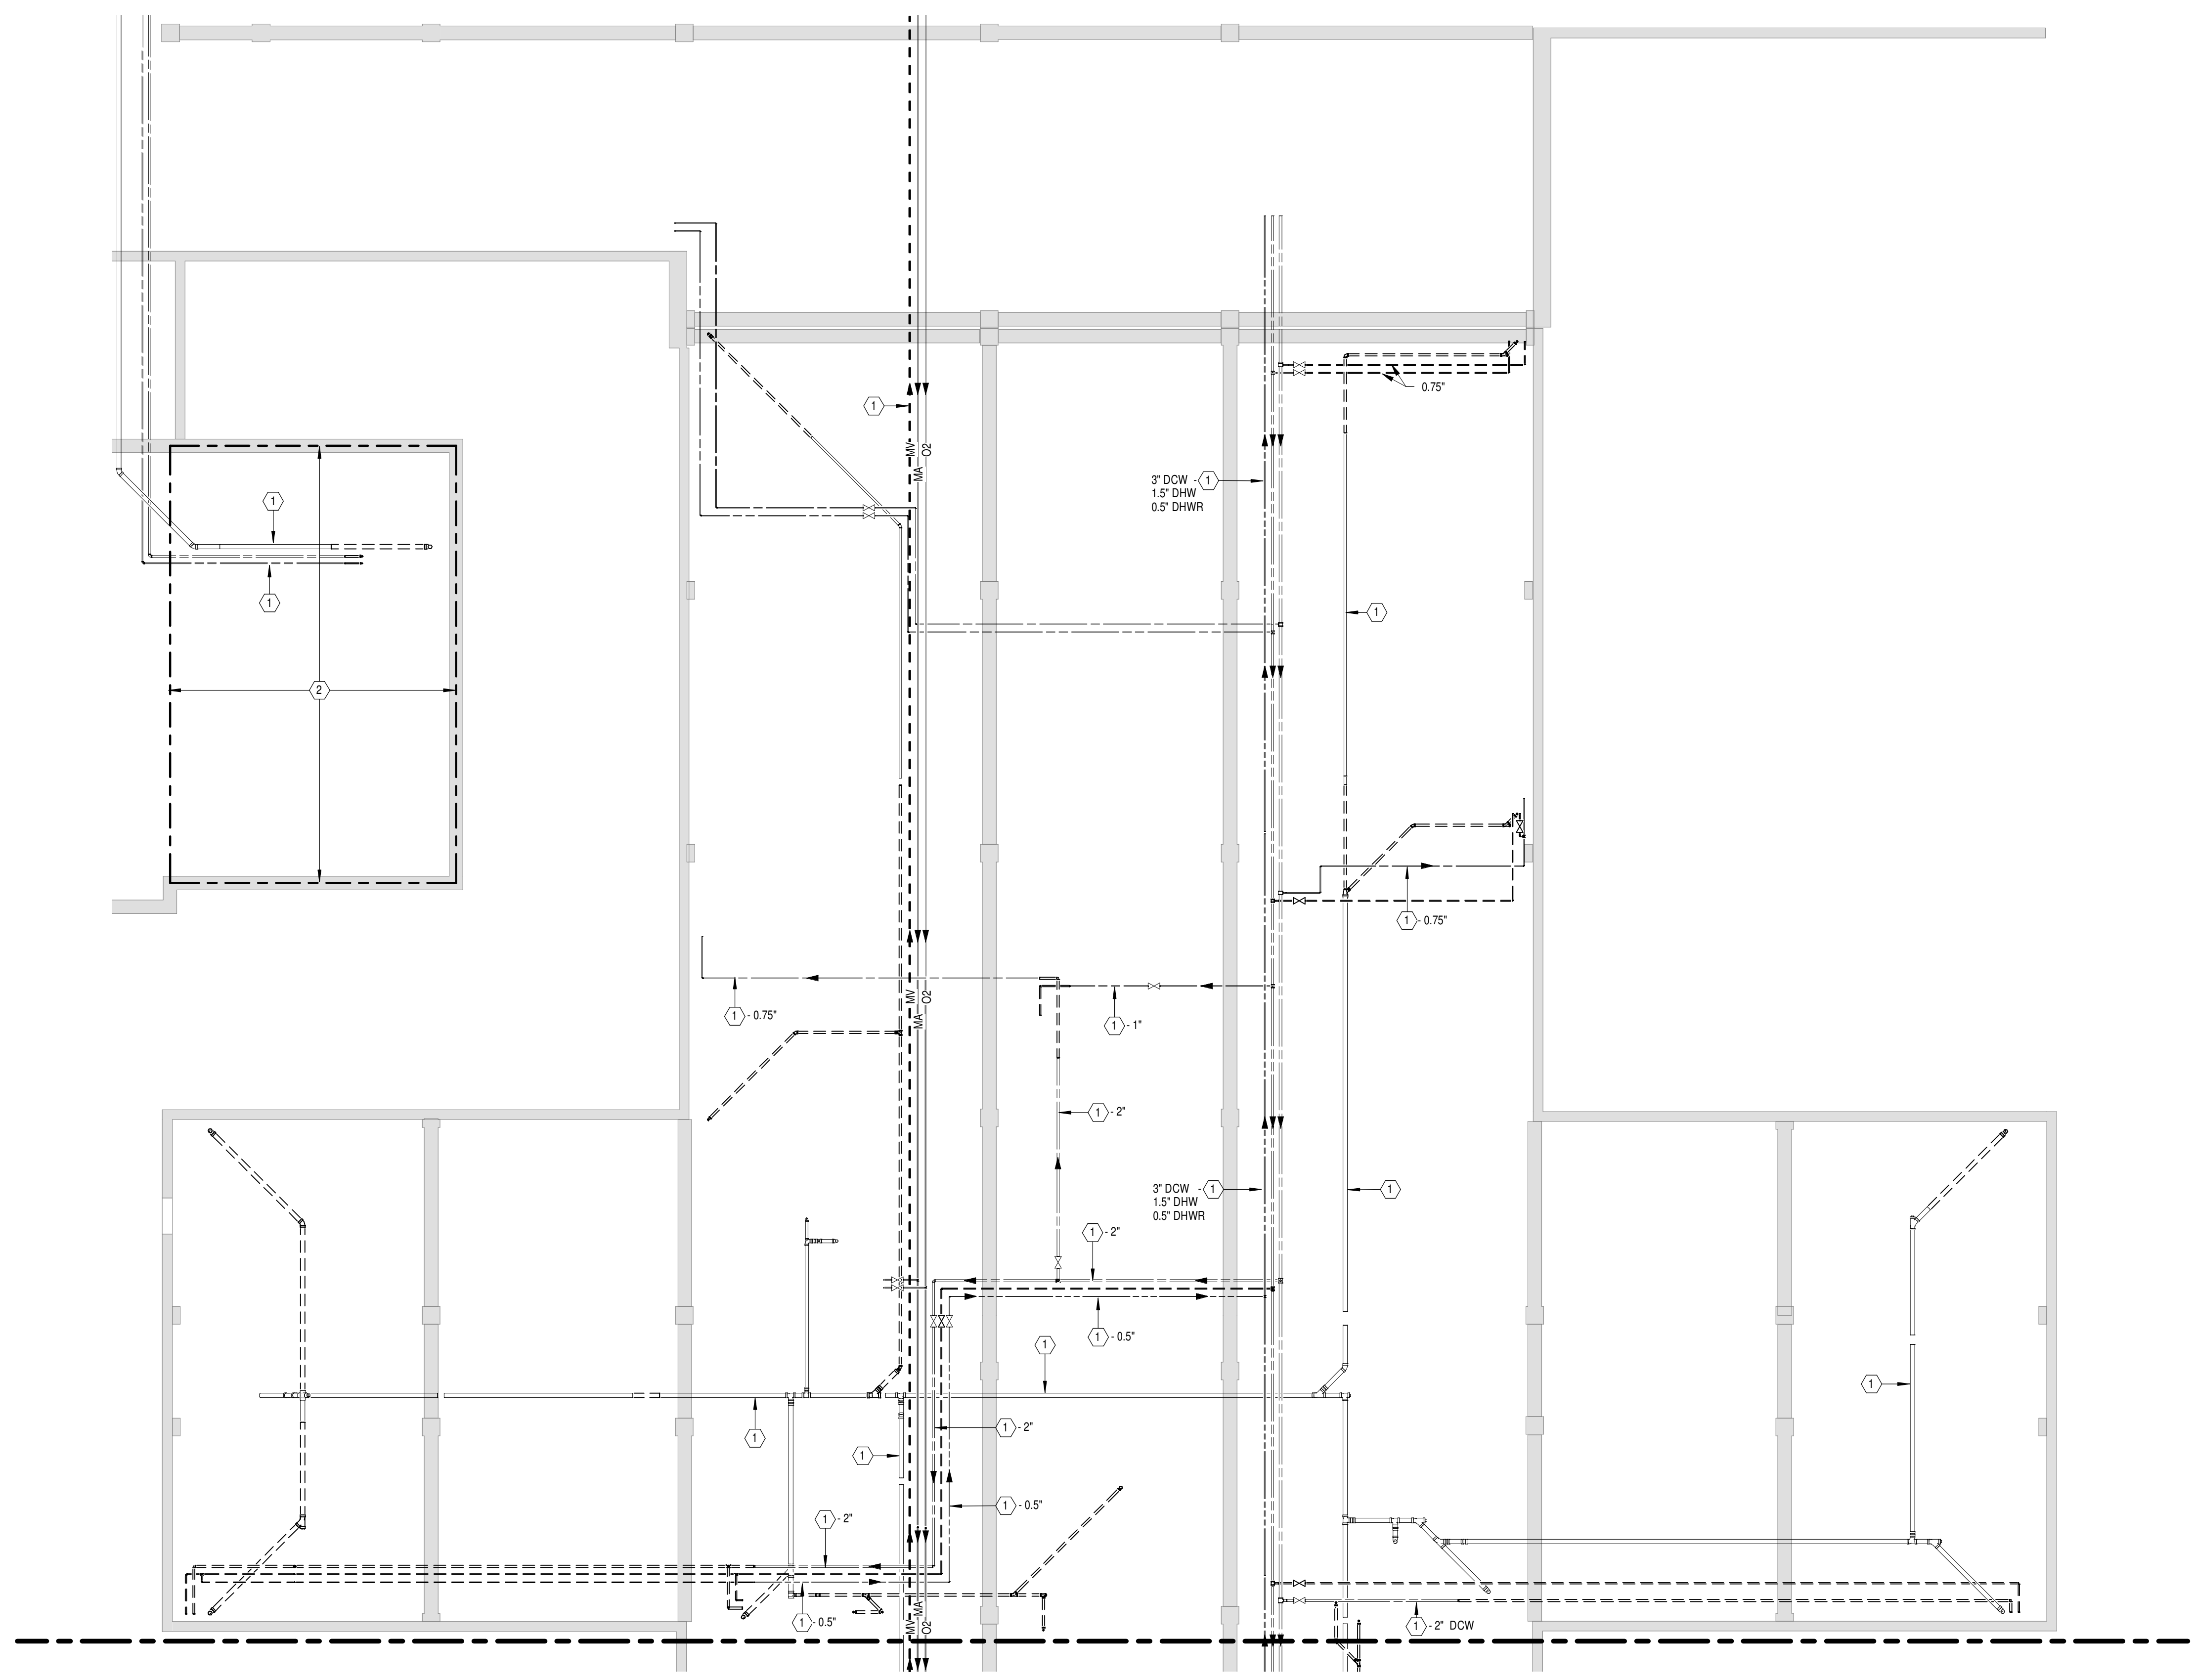 1
MV
O2
MA
1
3" DCW - 1
1.5" DHW
0.5" DHWR
0.75"
1
1
2
1
1 - 0.75"
MV
O2
MA
1 - 0.75"
1 - 1"
1 - 2"
3" DCW - 1
1.5" DHW
0.5" DHWR
1
1 - 2"
1 - 0.5"
1
1
1 - 2"
1
1
1 - 0.5"
1 - 2"
1 - 0.5"
MA
MV
O2
1 - 2" DCW